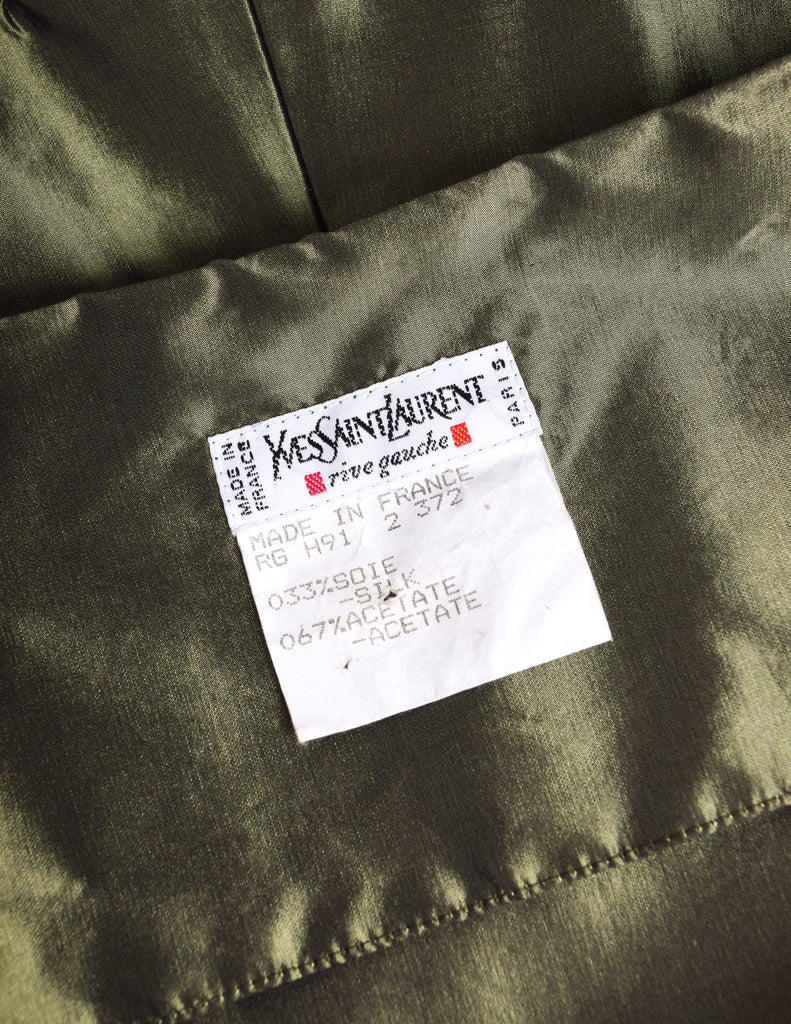 MADE IN
FRANCE
YVESSAINTLAURENT
rive gauche
PARIS
MADE IN FRANCE
RG H91 2 372
033%SOIE
-SILK
067%ACETATE
-ACETATE